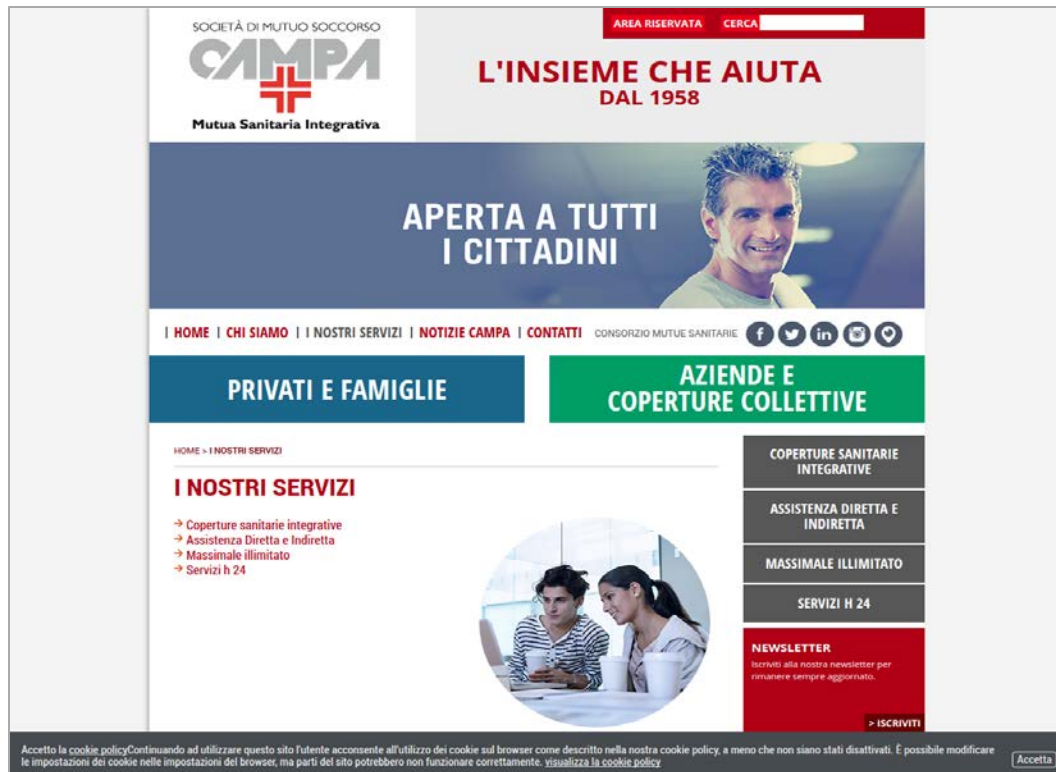 SOCIETÀ DI MUTUO SOCCORSO
CAMPA
Mutua Sanitaria Integrativa
AREA RISERVATA
CERCA
L'INSIEME CHE AIUTA
DAL 1958
APERTA A TUTTI
I CITTADINI
| HOME | CHI SIAMO | I NOSTRI SERVIZI | NOTIZIE CAMPA | CONTATTI
CONSORZIO MUTUE SANITARIE
PRIVATI E FAMIGLIE
AZIENDE E
COPERTURE COLLETTIVE
HOME > I NOSTRI SERVIZI
I NOSTRI SERVIZI
Coperture sanitarie integrative
Assistenza Diretta e Indiretta
Massimale illimitato
Servizi h 24
COPERTURE SANITARIE
INTEGRATIVE
ASSISTENZA DIRETTA E
INDIRETTA
MASSIMALE ILLIMITATO
SERVIZI H 24
NEWSLETTER
Iscriviti alla nostra newsletter per
rimanere sempre aggiornato.
> ISCRIVITI
Accetto la cookie policyContinuando ad utilizzare questo sito l'utente acconsente all'utilizzo dei cookie sul browser come descritto nella nostra cookie policy, a meno che non siano stati disattivati. È possibile modificare
le impostazioni dei cookie nelle impostazioni del browser, ma parti del sito potrebbero non funzionare correttamente. visualizza la cookie policy
Accetta